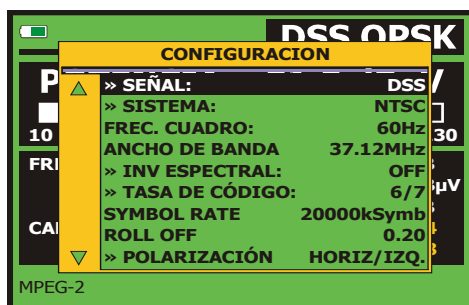 DSS QPSK
CONFIGURACION
» SEÑAL: DSS
» SISTEMA: NTSC
FREC. CUADRO: 60Hz
ANCHO DE BANDA 37.12MHz
» INV ESPECTRAL: OFF
» TASA DE CÓDIGO: 6/7
SYMBOL RATE 20000kSymb
ROLL OFF 0.20
» POLARIZACIÓN HORIZ/IZQ.
10 30
µV
MPEG-2